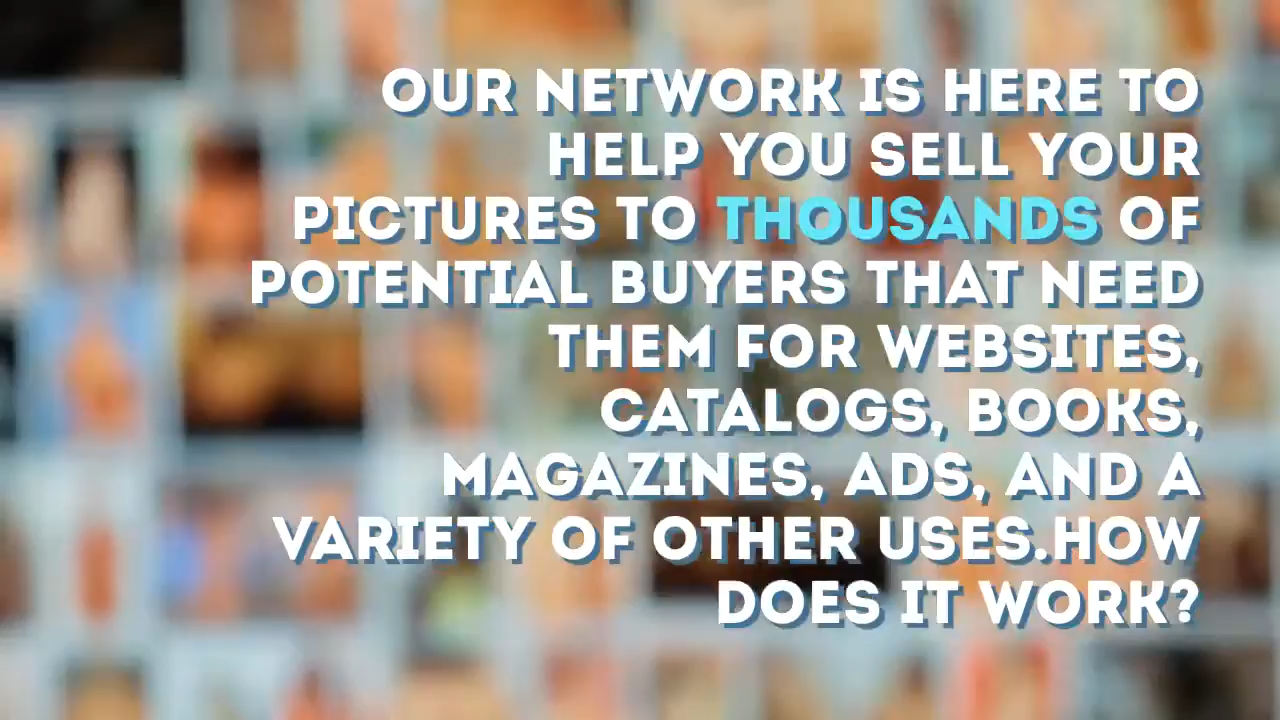 OUR NETWORK IS HERE TO
HELP YOU SELL YOUR
PICTURES TO THOUSANDS OF
POTENTIAL BUYERS THAT NEED
THEM FOR WEBSITES,
CATALOGS, BOOKS,
MAGAZINES, ADS, AND A
VARIETY OF OTHER USES.HOW
DOES IT WORK?